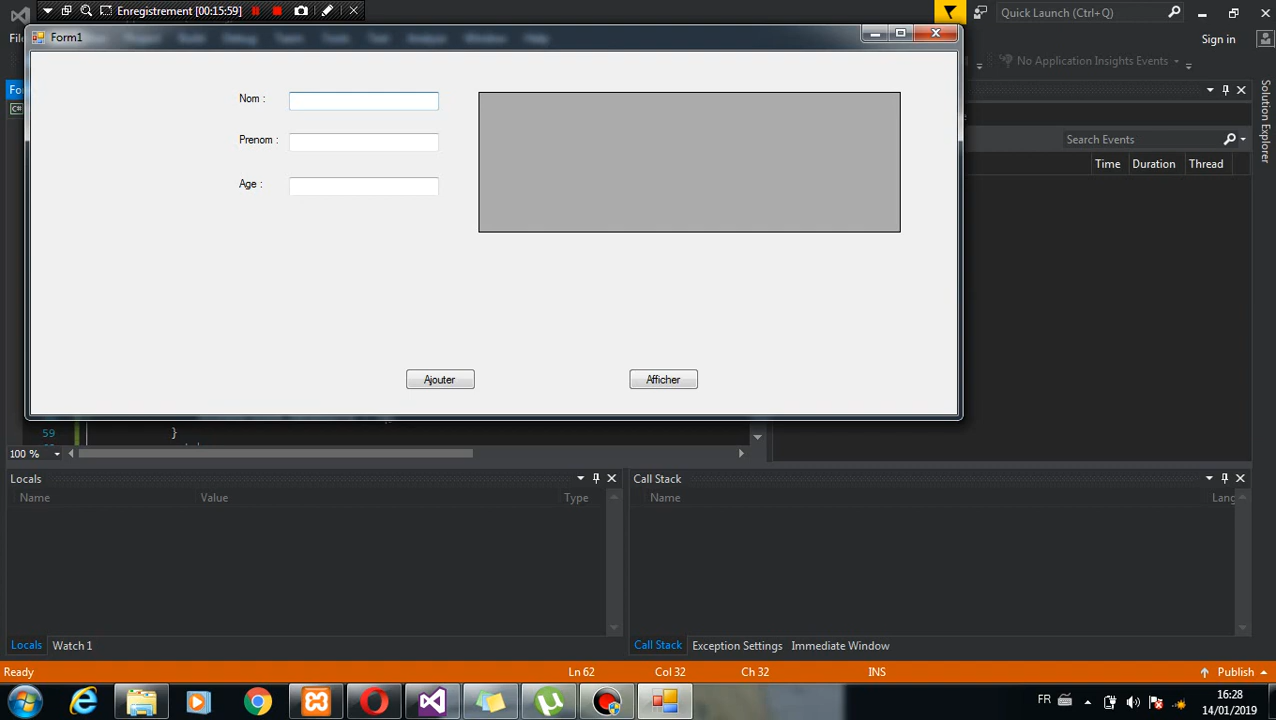 Enregistrement [00:15:59]
Quick Launch (Ctrl+Q)
Form1
Help
Sign in
No Application Insights Events
Nom :
Prenom :
Age :
Search Events
Time Duration Thread
Solution Explorer
Ajouter
Afficher
59 }
100 %
Locals
Name Value Type
Call Stack
Name Lang
Locals Watch 1
Call Stack Exception Settings Immediate Window
Ready Ln 62 Col 32 Ch 32 INS Publish
FR
16:28
14/01/2019